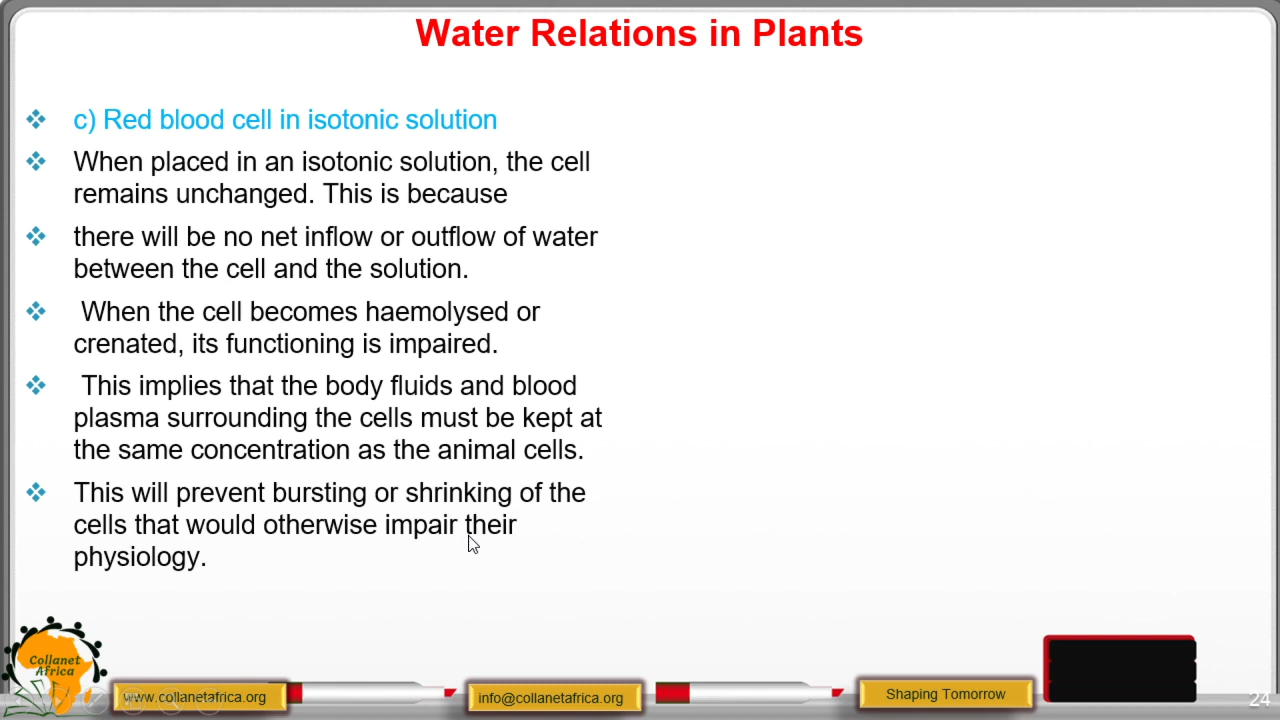 Water Relations in Plants
c) Red blood cell in isotonic solution
When placed in an isotonic solution, the cell
remains unchanged. This is because
there will be no net inflow or outflow of water
between the cell and the solution.
When the cell becomes haemolysed or
crenated, its functioning is impaired.
This implies that the body fluids and blood
plasma surrounding the cells must be kept at
the same concentration as the animal cells.
This will prevent bursting or shrinking of the
cells that would otherwise impair their
physiology.
Collanet
Africa
www.collanetafrica.org
info@collanetafrica.org
Shaping Tomorrow
24